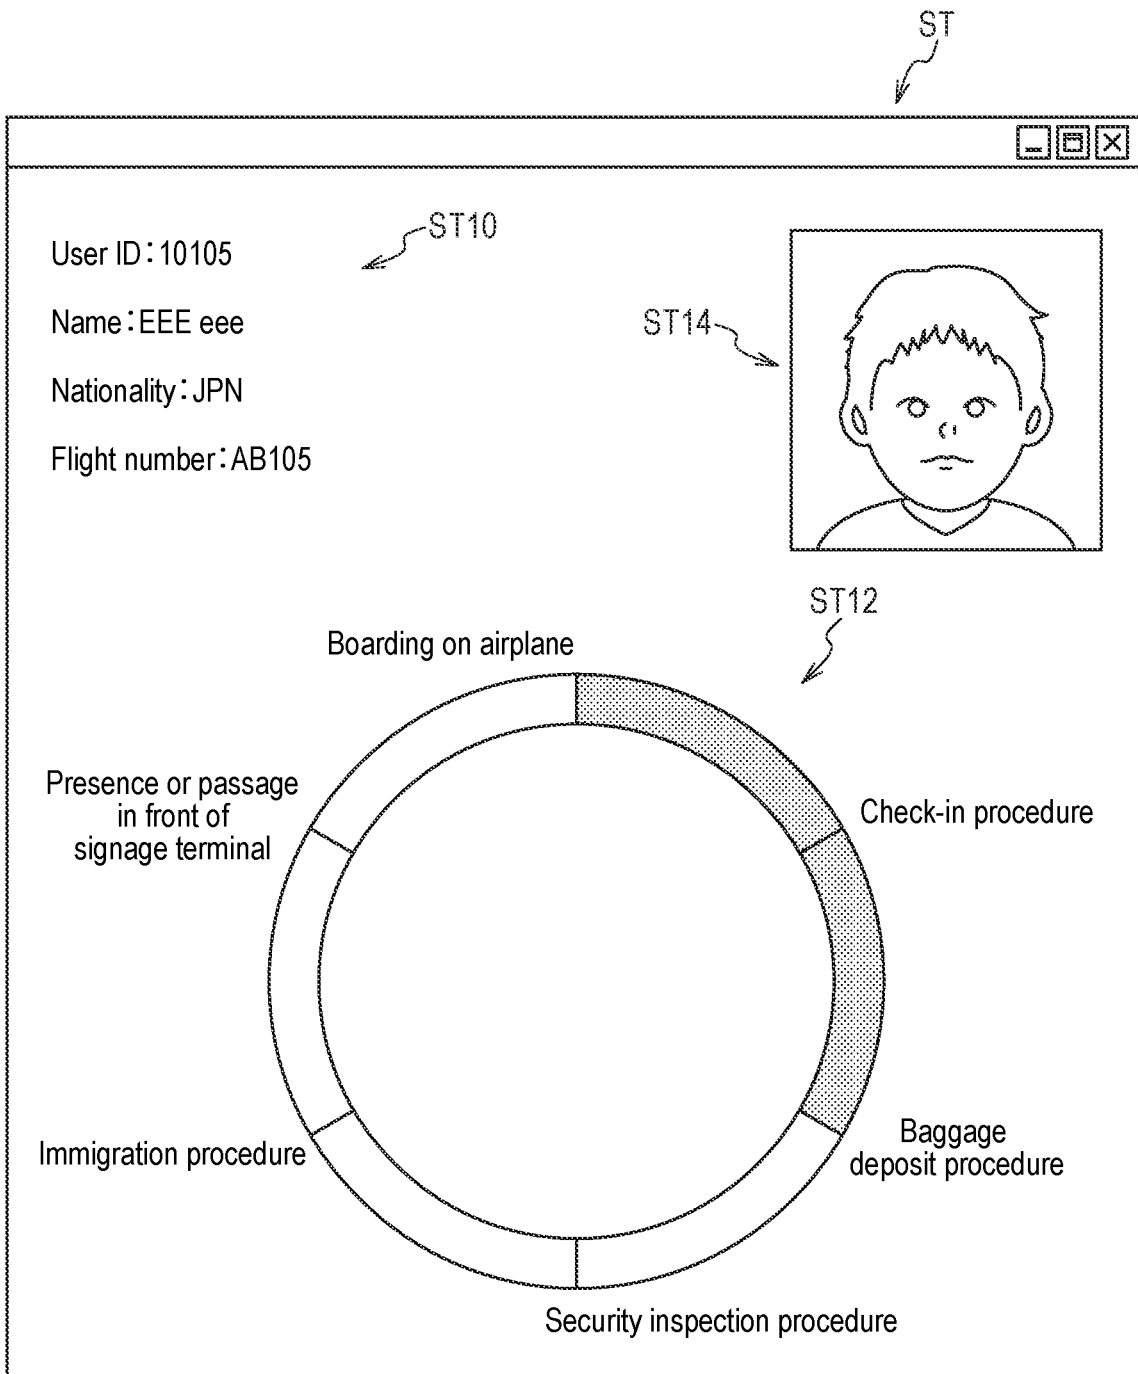 ST
ST10
User ID:10105
Name:EEE eee
Nationality:JPN
Flight number:AB105
ST14
ST12
Boarding on airplane
Presence or passage
in front of
signage terminal
Check-in procedure
Immigration procedure
Baggage
deposit procedure
Security inspection procedure